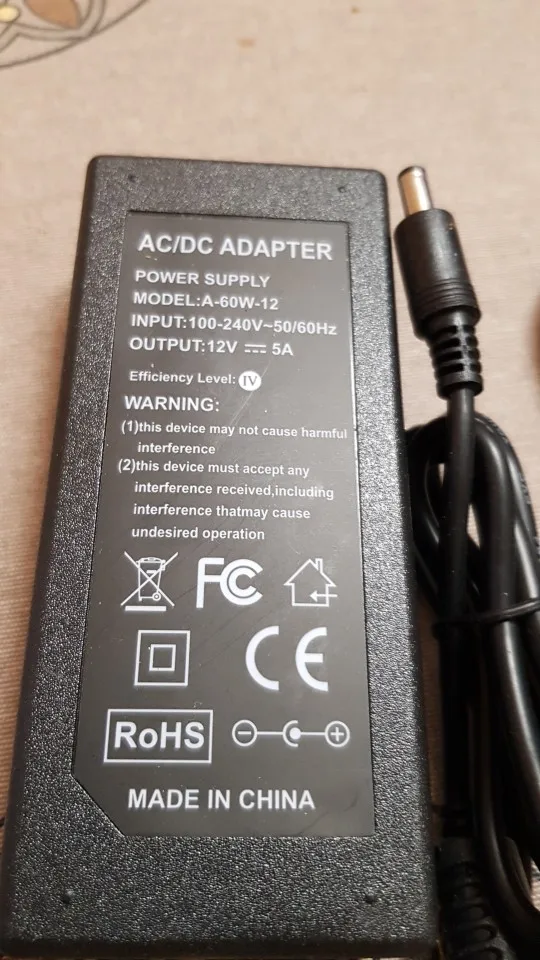 AC/DC ADAPTER
POWER SUPPLY
MODEL:A-60W-12
INPUT:100-240V~50/60Hz
OUTPUT:12V ⎓ 5A
Efficiency Level: IV
WARNING:
(1)this device may not cause harmful
interference
(2)this device must accept any
interference received,including
interference thatmay cause
undesired operation
FC
CE
RoHS
MADE IN CHINA